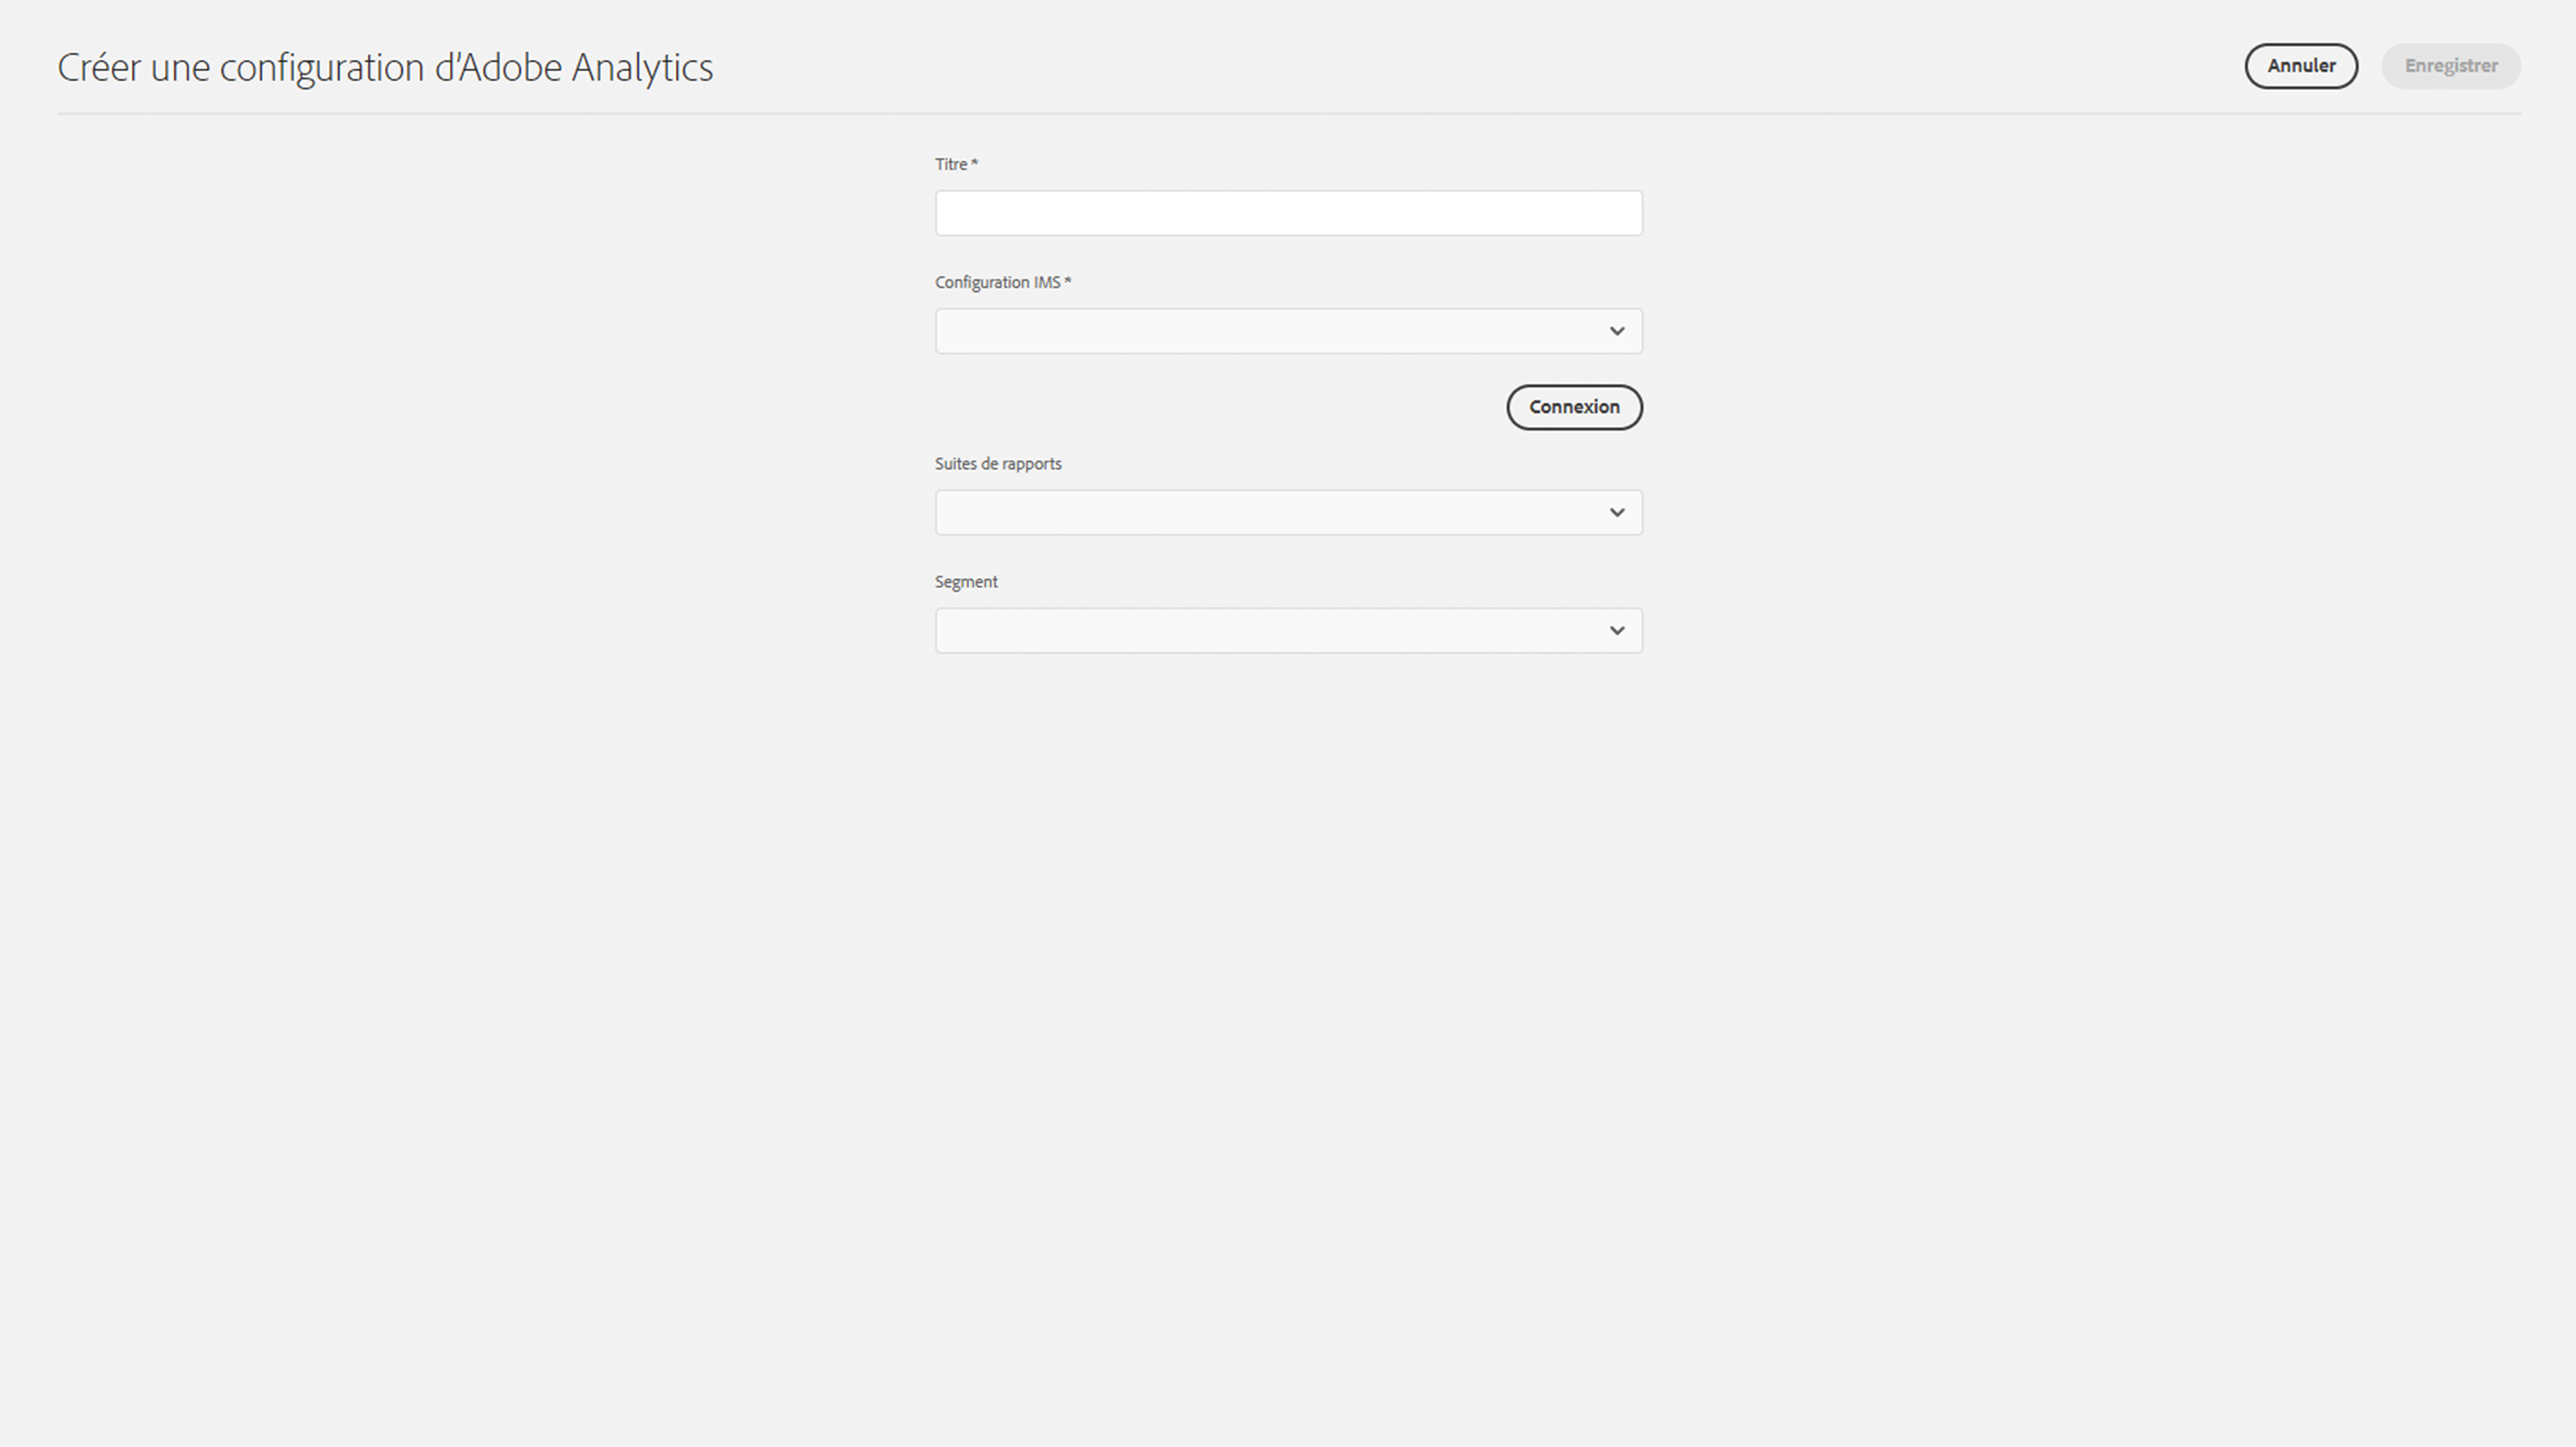 Créer une configuration d’Adobe Analytics
Annuler
Enregistrer
Titre *
Configuration IMS *
Connexion
Suites de rapports
Segment